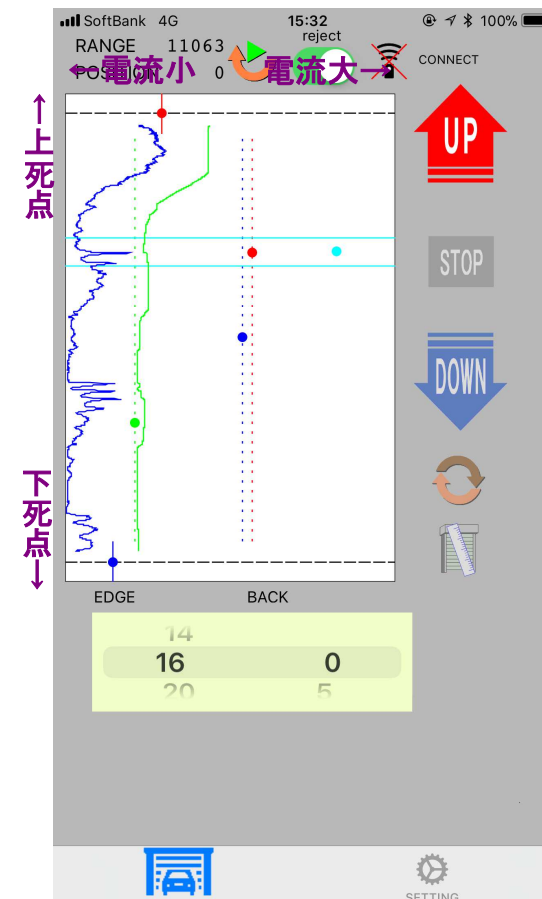 SoftBank 4G 15:32 100%
RANGE 11063 reject
POSITION 0
CONNECT
←電流小 電流大→
↑上死点
UP
STOP
DOWN
下死点↓
EDGE BACK
14
16 0
20 5
SETTING